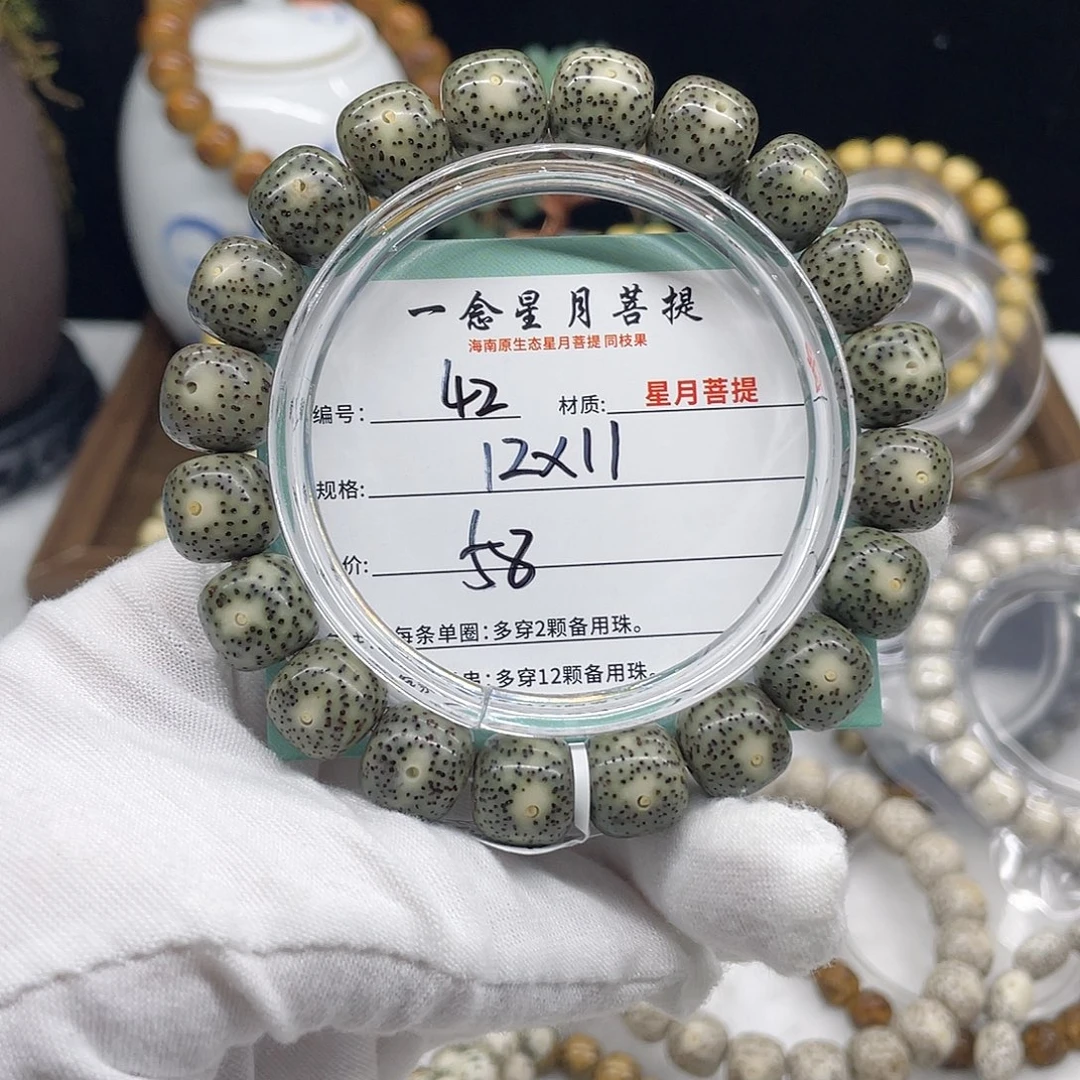 一念星月菩提
海南原生态星月菩提 同枝果
编号: 42 材质: 星月菩提
规格: 12x11
价: 58
每条单圈:多穿2颗备用珠。
串:多穿12颗备用珠。